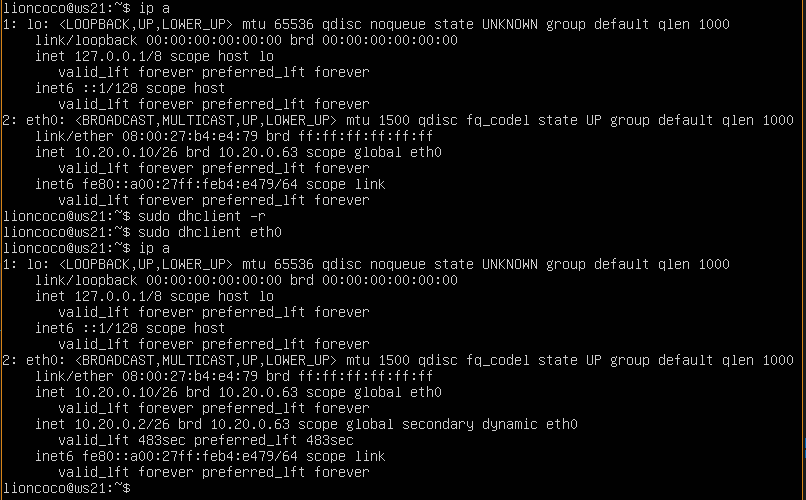 lioncoco@ws21:~$ ip a
1: lo: <LOOPBACK,UP,LOWER_UP> mtu 65536 qdisc noqueue state UNKNOWN group default qlen 1000
    link/loopback 00:00:00:00:00:00 brd 00:00:00:00:00:00
    inet 127.0.0.1/8 scope host lo
       valid_lft forever preferred_lft forever
    inet6 ::1/128 scope host
       valid_lft forever preferred_lft forever
2: eth0: <BROADCAST,MULTICAST,UP,LOWER_UP> mtu 1500 qdisc fq_codel state UP group default qlen 1000
    link/ether 08:00:27:b4:e4:79 brd ff:ff:ff:ff:ff:ff
    inet 10.20.0.10/26 brd 10.20.0.63 scope global eth0
       valid_lft forever preferred_lft forever
    inet6 fe80::a00:27ff:feb4:e479/64 scope link
       valid_lft forever preferred_lft forever
lioncoco@ws21:~$ sudo dhclient -r
lioncoco@ws21:~$ sudo dhclient eth0
lioncoco@ws21:~$ ip a
1: lo: <LOOPBACK,UP,LOWER_UP> mtu 65536 qdisc noqueue state UNKNOWN group default qlen 1000
    link/loopback 00:00:00:00:00:00 brd 00:00:00:00:00:00
    inet 127.0.0.1/8 scope host lo
       valid_lft forever preferred_lft forever
    inet6 ::1/128 scope host
       valid_lft forever preferred_lft forever
2: eth0: <BROADCAST,MULTICAST,UP,LOWER_UP> mtu 1500 qdisc fq_codel state UP group default qlen 1000
    link/ether 08:00:27:b4:e4:79 brd ff:ff:ff:ff:ff:ff
    inet 10.20.0.10/26 brd 10.20.0.63 scope global eth0
       valid_lft forever preferred_lft forever
    inet 10.20.0.2/26 brd 10.20.0.63 scope global secondary dynamic eth0
       valid_lft 483sec preferred_lft 483sec
    inet6 fe80::a00:27ff:feb4:e479/64 scope link
       valid_lft forever preferred_lft forever
lioncoco@ws21:~$